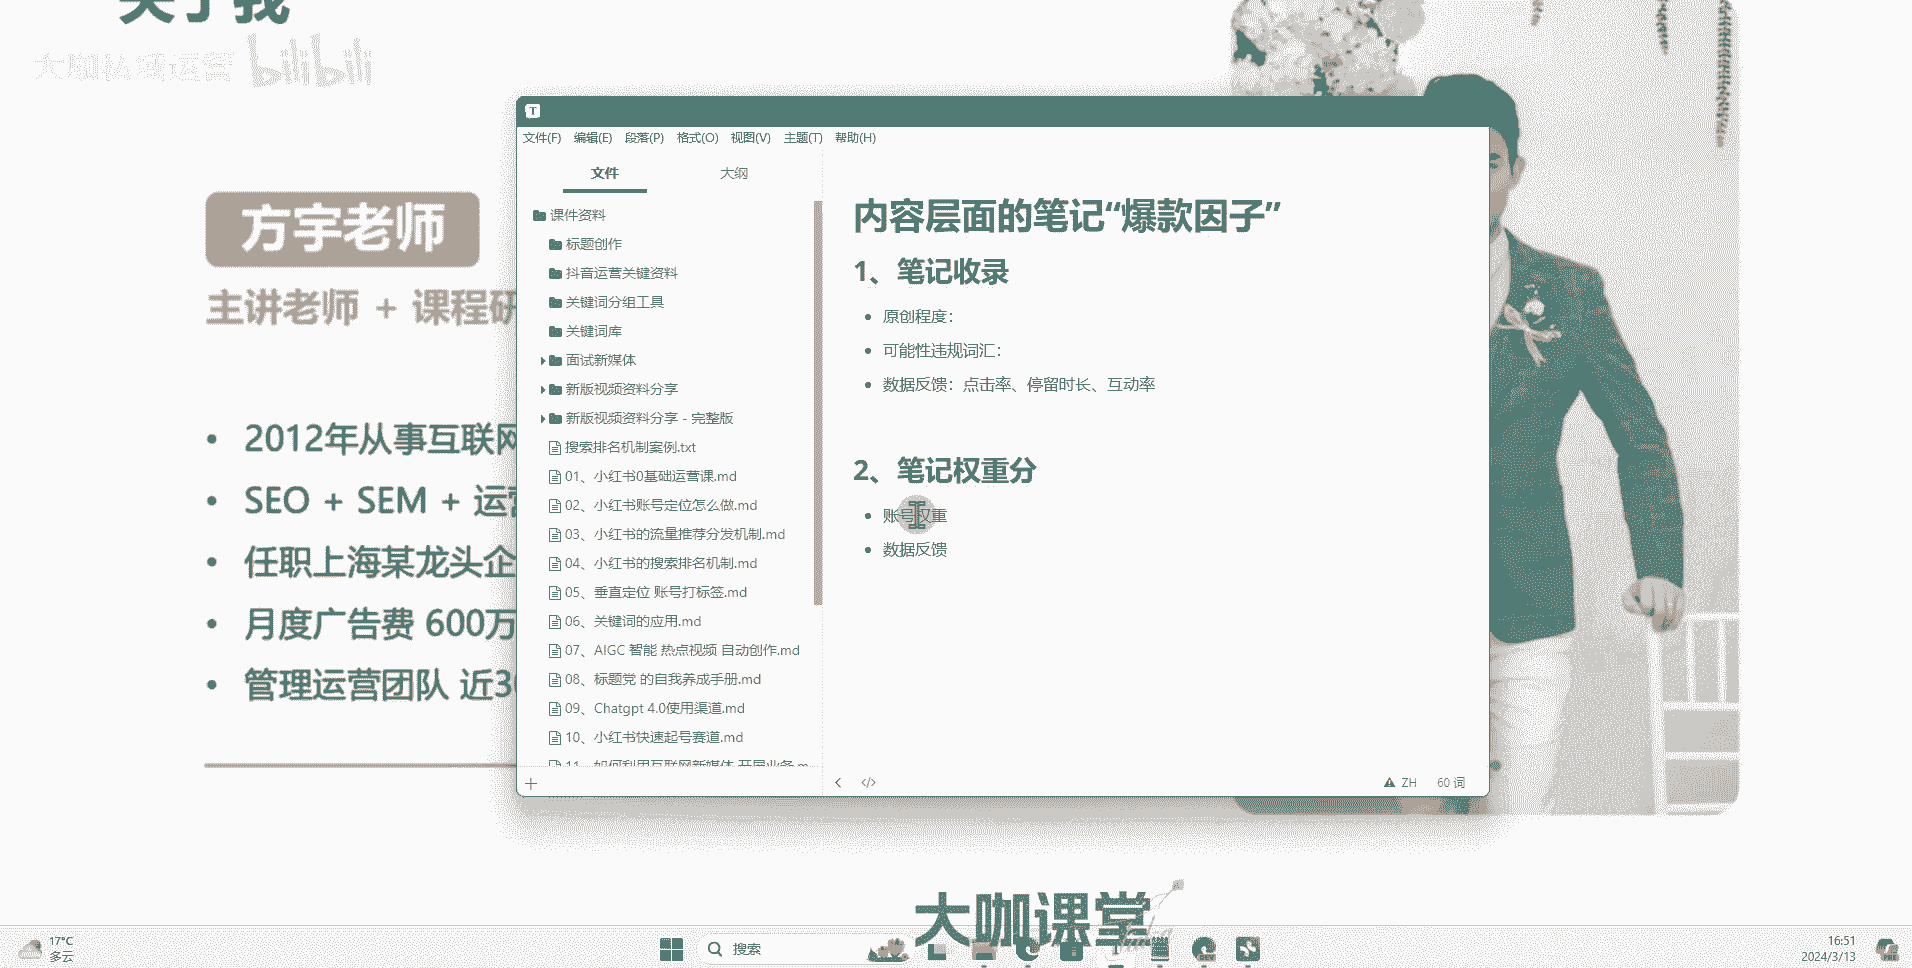 关于我
大咖私域运营 bilibili
方宇老师
主讲老师 + 课程研
• 2012年从事互联网
• SEO + SEM + 运营
• 任职上海某龙头企
• 月度广告费 600万
• 管理运营团队 近30
T
文件(F) 编辑(E) 段落(P) 格式(O) 视图(V) 主题(T) 帮助(H)
文件 大纲
课件资料
标题创作
抖音运营关键资料
关键词分组工具
关键词库
面试新媒体
新版视频资料分享
新版视频资料分享 - 完整版
搜索排名机制案例.txt
01、小红书0基础运营课.md
02、小红书账号定位怎么做.md
03、小红书的流量推荐分发机制.md
04、小红书的搜索排名机制.md
05、垂直定位 账号打标签.md
06、关键词的应用.md
07、AIGC 智能 热点视频 自动创作.md
08、标题党 的自我养成手册.md
09、Chatgpt 4.0使用渠道.md
10、小红书快速起号赛道.md
11、如何利用互联网新媒体 开展业务.m
内容层面的笔记“爆款因子”
1、笔记收录
• 原创程度：
• 可能性违规词汇：
• 数据反馈：点击率、停留时长、互动率
2、笔记权重分
• 账号权重
• 数据反馈
ZH 60 词
大咖课堂
17°C
多云
搜索
16:51
2024/3/13